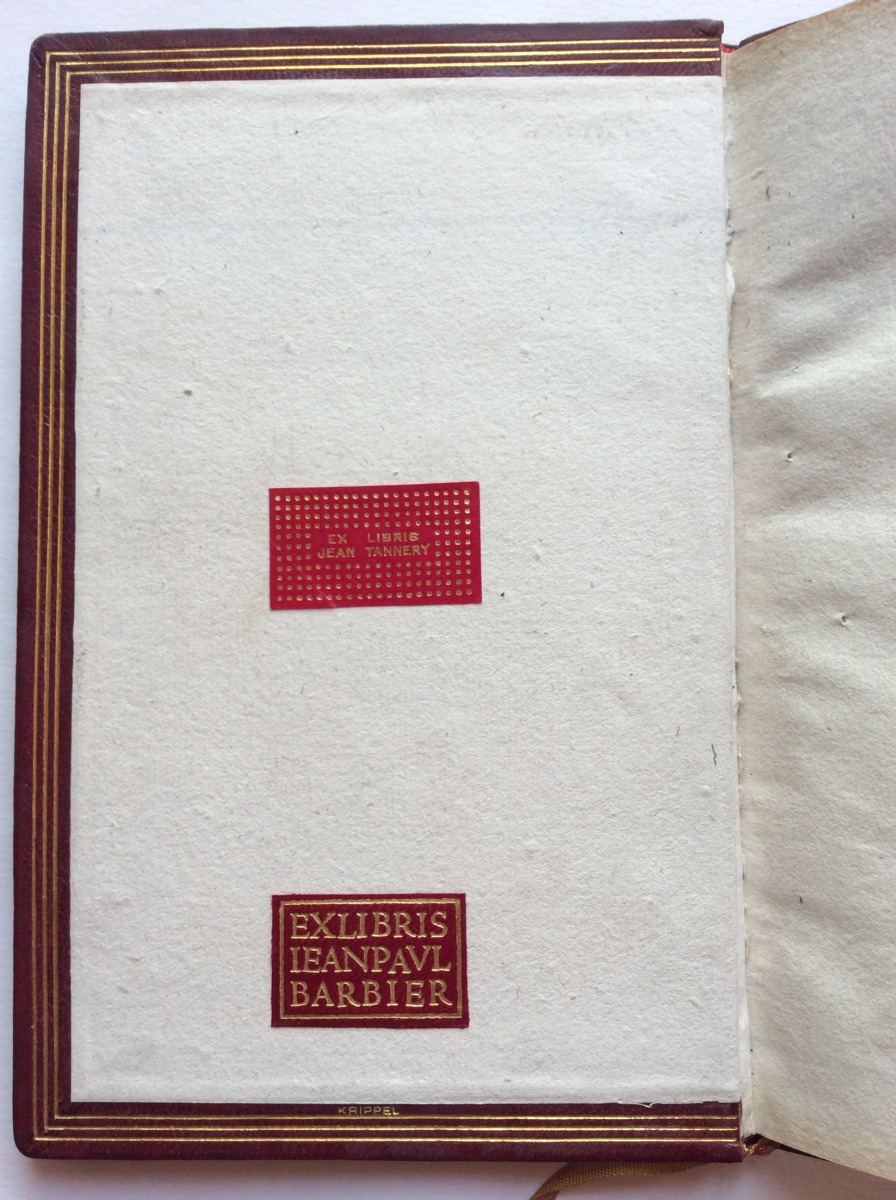 EX LIBRIS
JEAN TANNERY
EXLIBRIS
IEANPAVL
BARBIER
KRIPPEL